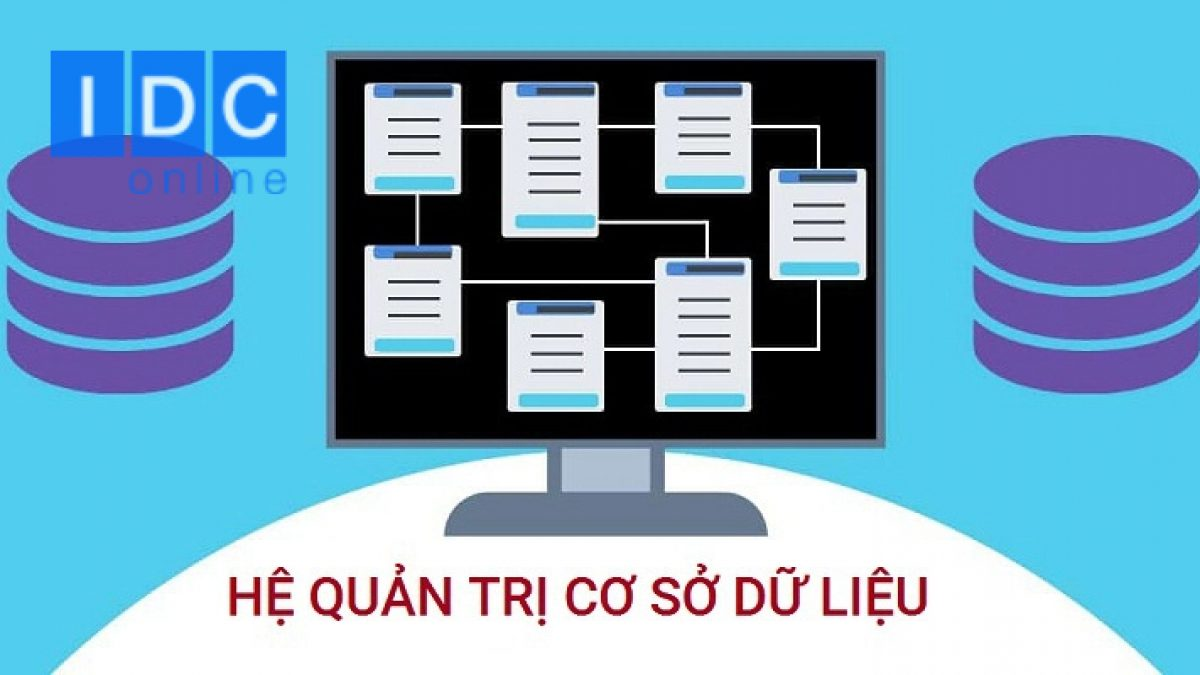 IDC
online
HỆ QUẢN TRỊ CƠ SỞ DỮ LIỆU